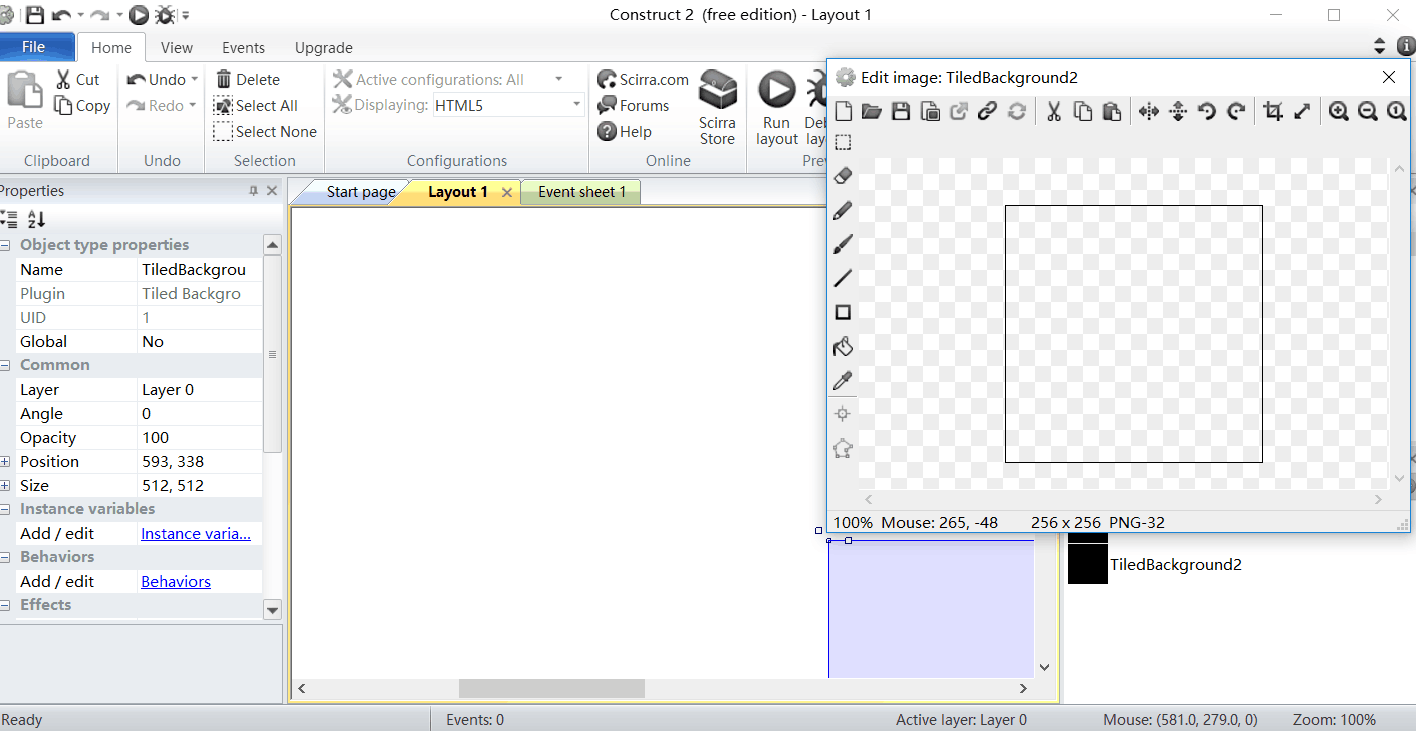 Construct 2 (free edition) - Layout 1
File Home View Events Upgrade
Cut
Copy
Paste
Clipboard
Undo
Redo
Undo
Delete
Select All
Select None
Selection
Active configurations: All
Displaying: HTML5
Configurations
Scirra.com
Forums
Help
Scirra
Store
Online
Run
layout
Properties
Start page Layout 1 Event sheet 1
Object type properties
Name TiledBackgrou
Plugin Tiled Backgro
UID 1
Global No
Common
Layer Layer 0
Angle 0
Opacity 100
Position 593, 338
Size 512, 512
Instance variables
Add / edit Instance varia...
Behaviors
Add / edit Behaviors
Effects
Edit image: TiledBackground2
100% Mouse: 265, -48 256 x 256 PNG-32
TiledBackground2
Ready Events: 0 Active layer: Layer 0 Mouse: (581.0, 279.0, 0) Zoom: 100%